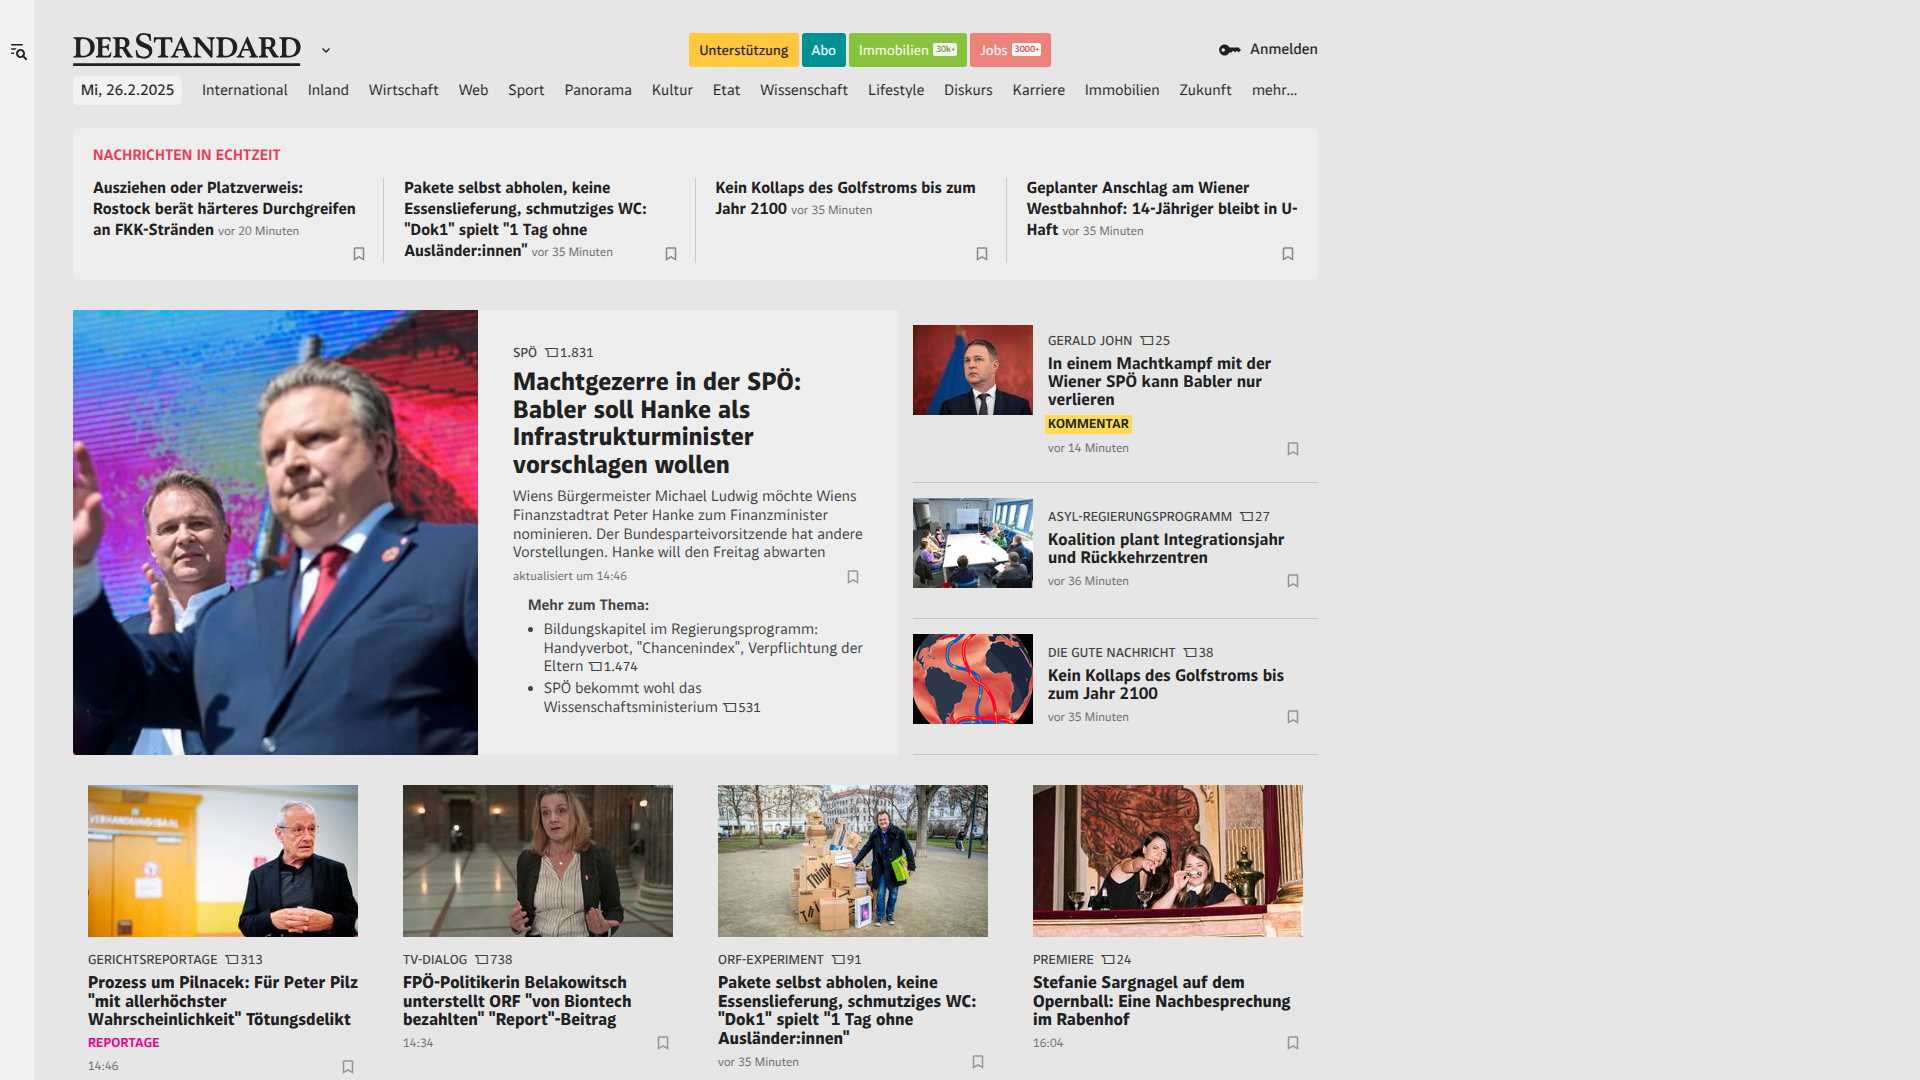 DERSTANDARD
Unterstützung
Abo
Immobilien 30k+
Jobs 3000+
Anmelden
Mi, 26.2.2025
International
Inland
Wirtschaft
Web
Sport
Panorama
Kultur
Etat
Wissenschaft
Lifestyle
Diskurs
Karriere
Immobilien
Zukunft
mehr...
NACHRICHTEN IN ECHTZEIT
Ausziehen oder Platzverweis:
Rostock berät härteres Durchgreifen
an FKK-Stränden vor 20 Minuten
Pakete selbst abholen, keine
Essenslieferung, schmutziges WC:
"Dok1" spielt "1 Tag ohne
Ausländer:innen" vor 35 Minuten
Kein Kollaps des Golfstroms bis zum
Jahr 2100 vor 35 Minuten
Geplanter Anschlag am Wiener
Westbahnhof: 14-Jähriger bleibt in U-
Haft vor 35 Minuten
SPÖ 1.831
Machtgezerre in der SPÖ:
Babler soll Hanke als
Infrastrukturminister
vorschlagen wollen
Wiens Bürgermeister Michael Ludwig möchte Wiens
Finanzstadtrat Peter Hanke zum Finanzminister
nominieren. Der Bundesparteivorsitzende hat andere
Vorstellungen. Hanke will den Freitag abwarten
aktualisiert um 14:46
Mehr zum Thema:
• Bildungskapitel im Regierungsprogramm:
Handyverbot, "Chancenindex", Verpflichtung der
Eltern 1.474
• SPÖ bekommt wohl das
Wissenschaftsministerium 531
GERALD JOHN 25
In einem Machtkampf mit der
Wiener SPÖ kann Babler nur
verlieren
KOMMENTAR
vor 14 Minuten
ASYL-REGIERUNGSPROGRAMM 27
Koalition plant Integrationsjahr
und Rückkehrzentren
vor 36 Minuten
DIE GUTE NACHRICHT 38
Kein Kollaps des Golfstroms bis
zum Jahr 2100
vor 35 Minuten
VERHANDLUNGSSAAL
GERICHTSREPORTAGE 313
Prozess um Pilnacek: Für Peter Pilz
"mit allerhöchster
Wahrscheinlichkeit" Tötungsdelikt
REPORTAGE
14:46
TV-DIALOG 738
FPÖ-Politikerin Belakowitsch
unterstellt ORF "von Biontech
bezahlten" "Report"-Beitrag
14:34
Think
ORF-EXPERIMENT 91
Pakete selbst abholen, keine
Essenslieferung, schmutziges WC:
"Dok1" spielt "1 Tag ohne
Ausländer:innen"
vor 35 Minuten
PREMIERE 24
Stefanie Sargnagel auf dem
Opernball: Eine Nachbesprechung
im Rabenhof
16:04